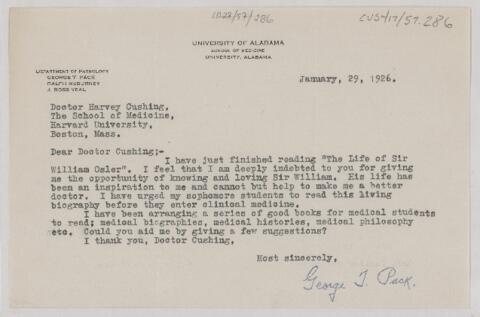 CUS/17/57.286
UNIVERSITY OF ALABAMA
SCHOOL OF MEDICINE
UNIVERSITY, ALABAMA
DEPARTMENT OF PATHOLOGY
GEORGE T. PACK
RALPH McBURNEY
J. ROSS VEAL
January, 29, 1926.
Doctor Harvey Cushing,
The School of Medicine,
Harvard University,
Boston, Mass.
Dear Doctor Cushing;-
I have just finished reading "The Life of Sir
William Osler". I feel that I am deeply indebted to you for giving
me the opportunity of knowing and loving Sir William. His life has
been an inspiration to me and cannot but help to make me a better
doctor. I have urged my sophomore students to read this living
biography before they enter clinical medicine.
I have been arranging a series of good books for medical students
to read; medical biographies, medical histories, medical philosophy
etc. Could you aid me by giving a few suggestions?
I thank you, Doctor Cushing,
Most sincerely,
George T. Pack.